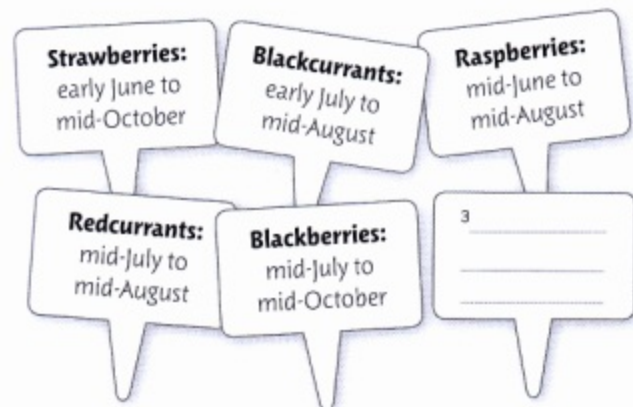 Strawberries:
early June to
mid-October
Blackcurrants:
early July to
mid-August
Raspberries:
mid-June to
mid-August
Redcurrants:
mid-July to
mid-August
Blackberries:
mid-July to
mid-October
3